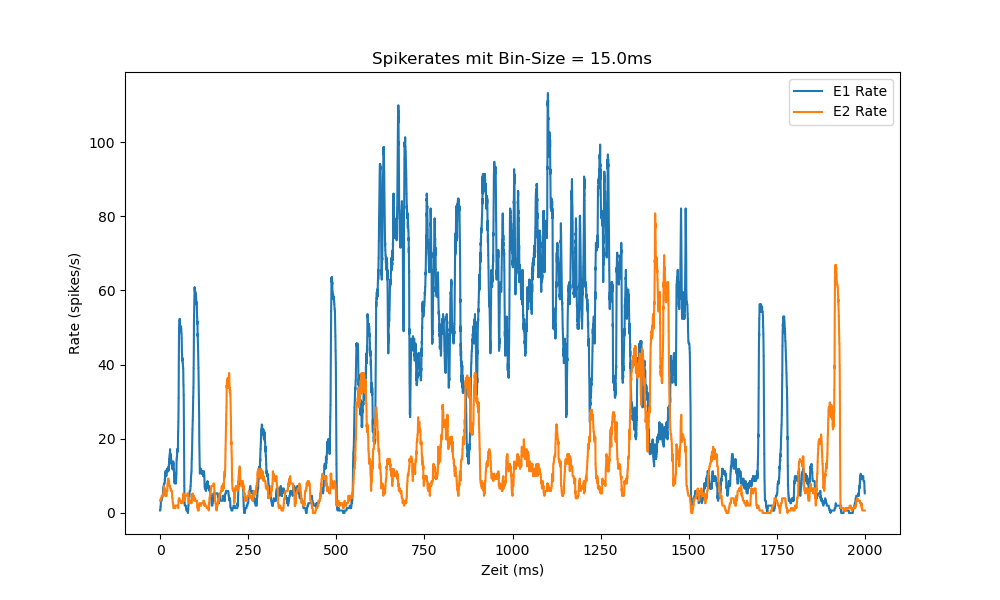 Spikerates mit Bin-Size = 15.0ms
E1 Rate
E2 Rate
Rate (spikes/s)
100
80
60
40
20
0
0 250 500 750 1000 1250 1500 1750 2000
Zeit (ms)